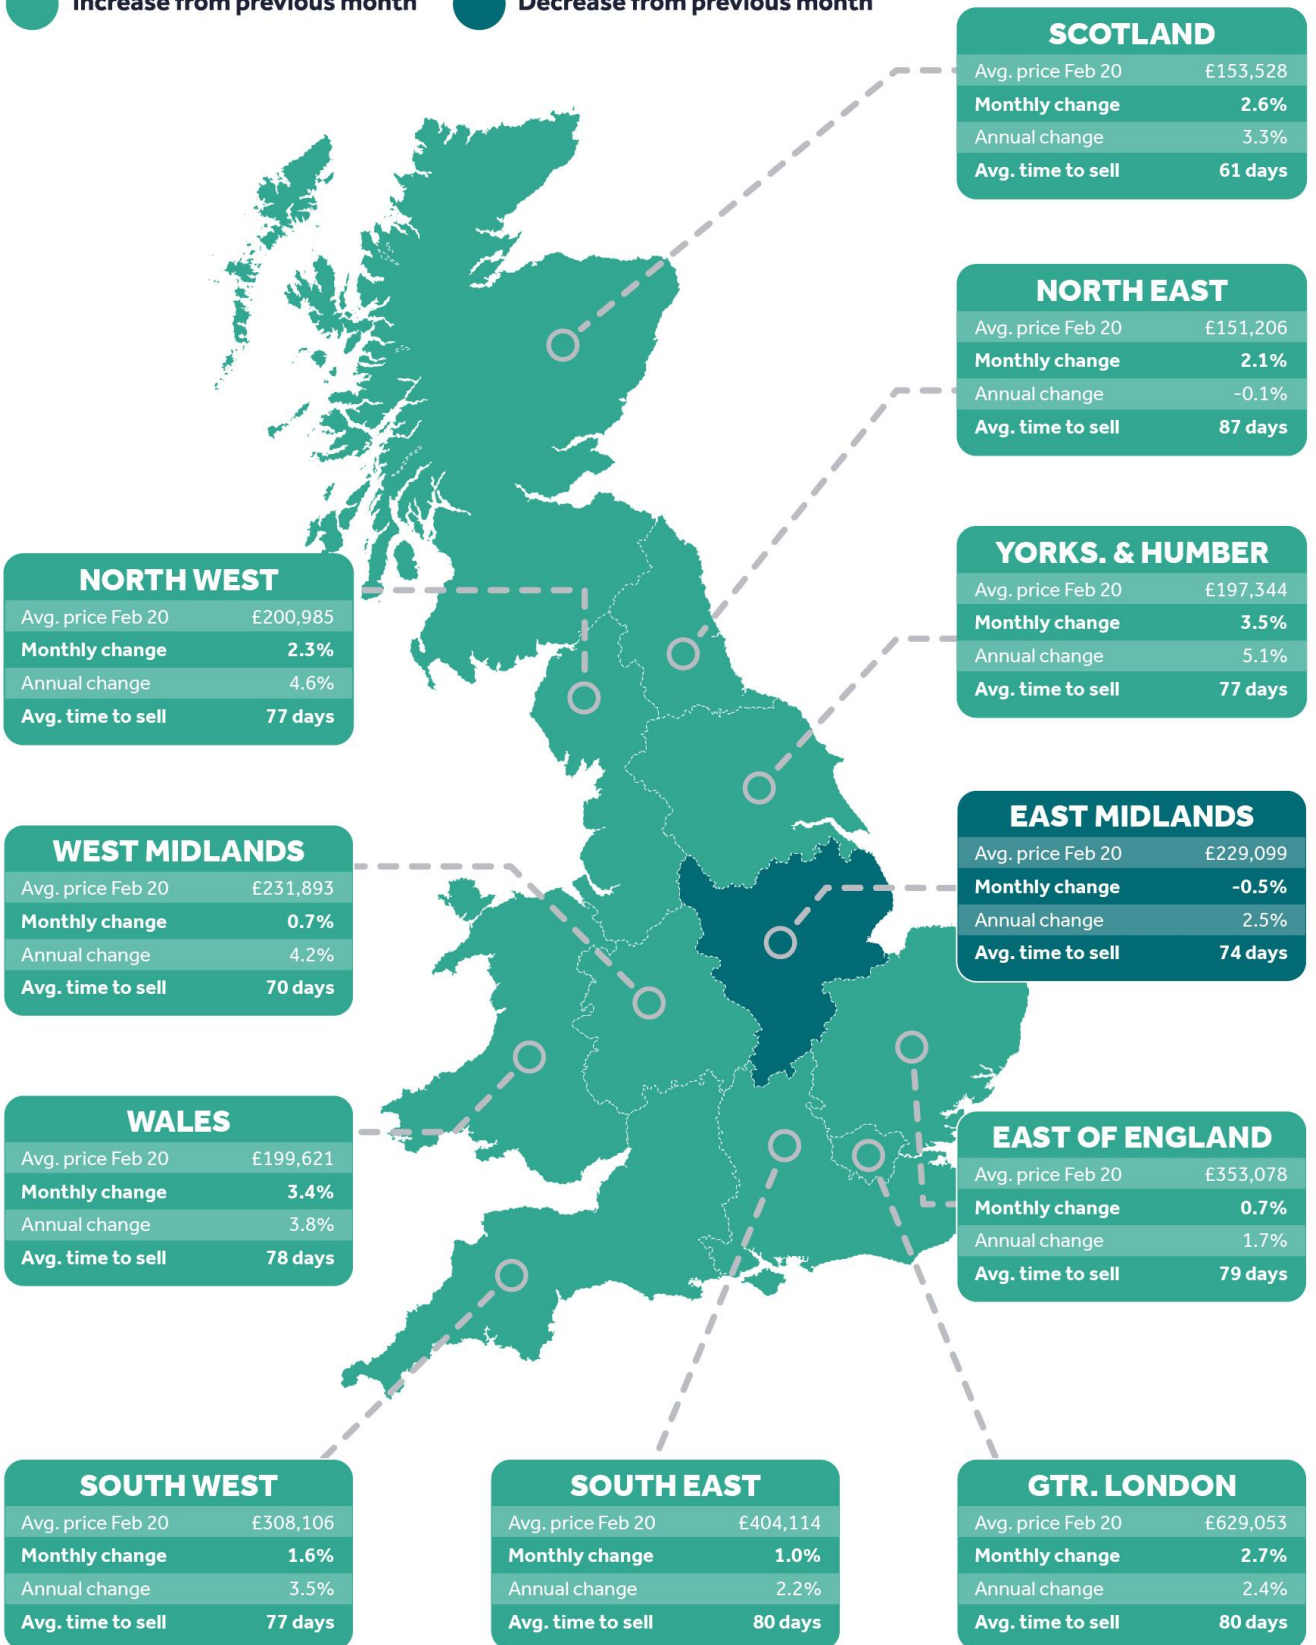 Increase from previous month
Decrease from previous month
SCOTLAND
Avg. price Feb 20 £153,528
Monthly change 2.6%
Annual change 3.3%
Avg. time to sell 61 days
NORTH EAST
Avg. price Feb 20 £151,206
Monthly change 2.1%
Annual change -0.1%
Avg. time to sell 87 days
YORKS. & HUMBER
Avg. price Feb 20 £197,344
Monthly change 3.5%
Annual change 5.1%
Avg. time to sell 77 days
NORTH WEST
Avg. price Feb 20 £200,985
Monthly change 2.3%
Annual change 4.6%
Avg. time to sell 77 days
EAST MIDLANDS
Avg. price Feb 20 £229,099
Monthly change -0.5%
Annual change 2.5%
Avg. time to sell 74 days
WEST MIDLANDS
Avg. price Feb 20 £231,893
Monthly change 0.7%
Annual change 4.2%
Avg. time to sell 70 days
WALES
Avg. price Feb 20 £199,621
Monthly change 3.4%
Annual change 3.8%
Avg. time to sell 78 days
EAST OF ENGLAND
Avg. price Feb 20 £353,078
Monthly change 0.7%
Annual change 1.7%
Avg. time to sell 79 days
SOUTH WEST
Avg. price Feb 20 £308,106
Monthly change 1.6%
Annual change 3.5%
Avg. time to sell 77 days
SOUTH EAST
Avg. price Feb 20 £404,114
Monthly change 1.0%
Annual change 2.2%
Avg. time to sell 80 days
GTR. LONDON
Avg. price Feb 20 £629,053
Monthly change 2.7%
Annual change 2.4%
Avg. time to sell 80 days